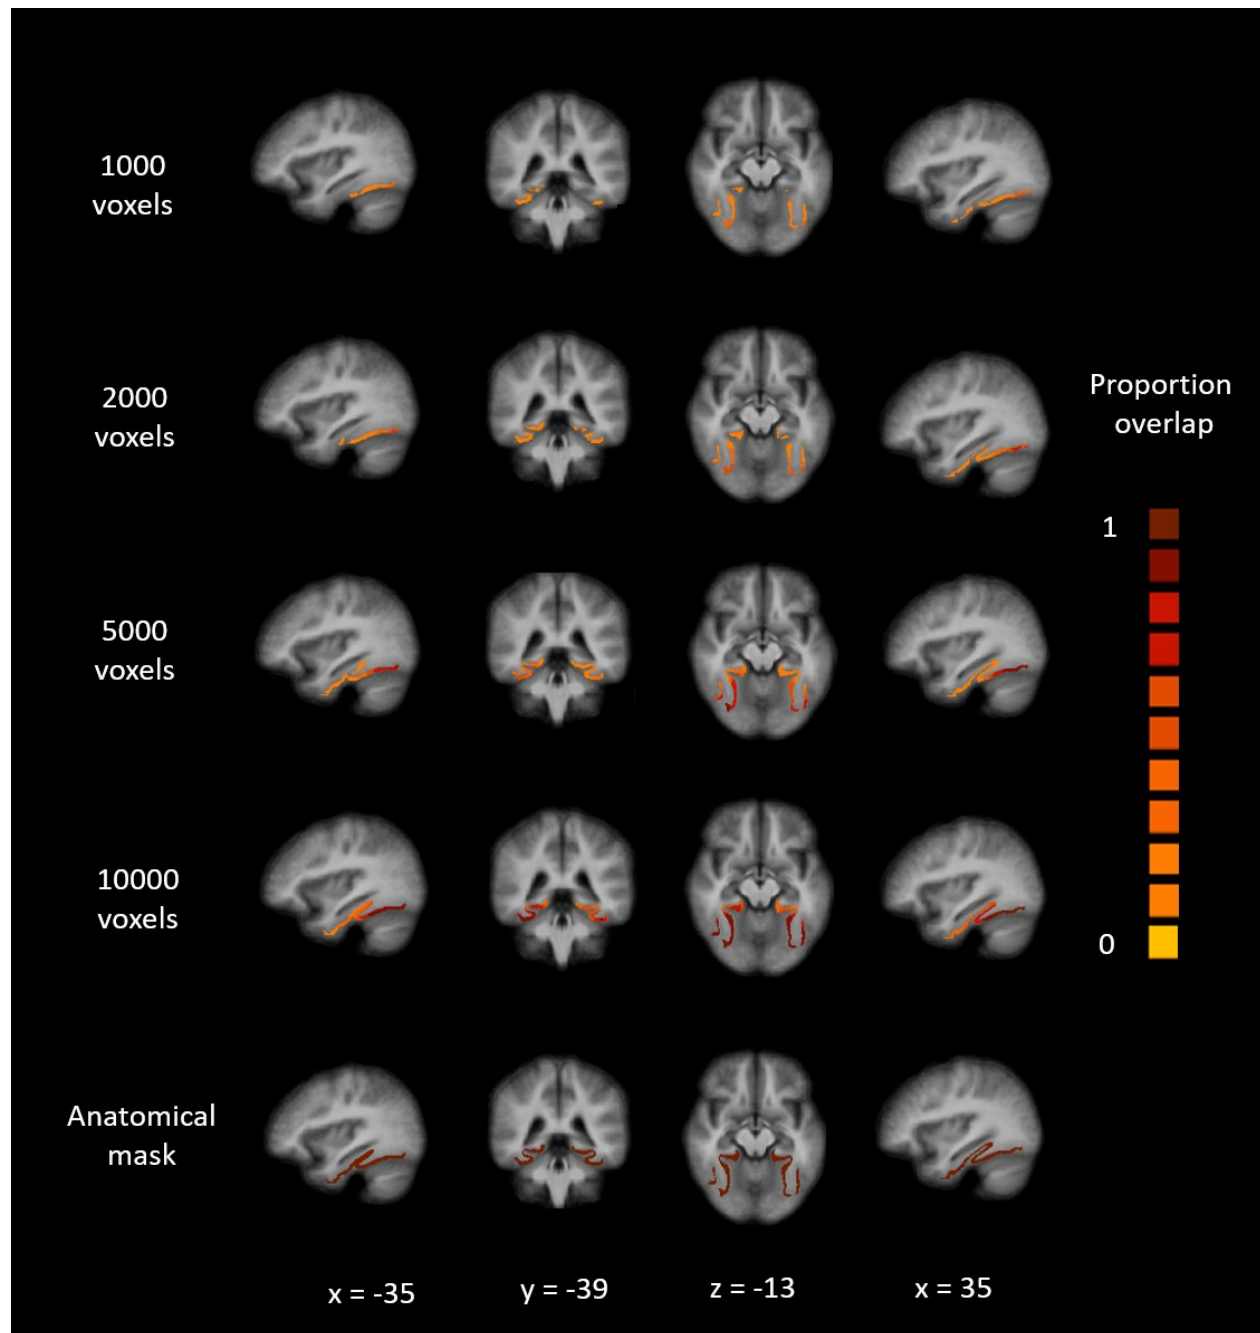 1000
voxels
2000
voxels
Proportion
overlap
1
5000
voxels
10000
voxels
0
Anatomical
mask
x = -35
y = -39
z = -13
x = 35